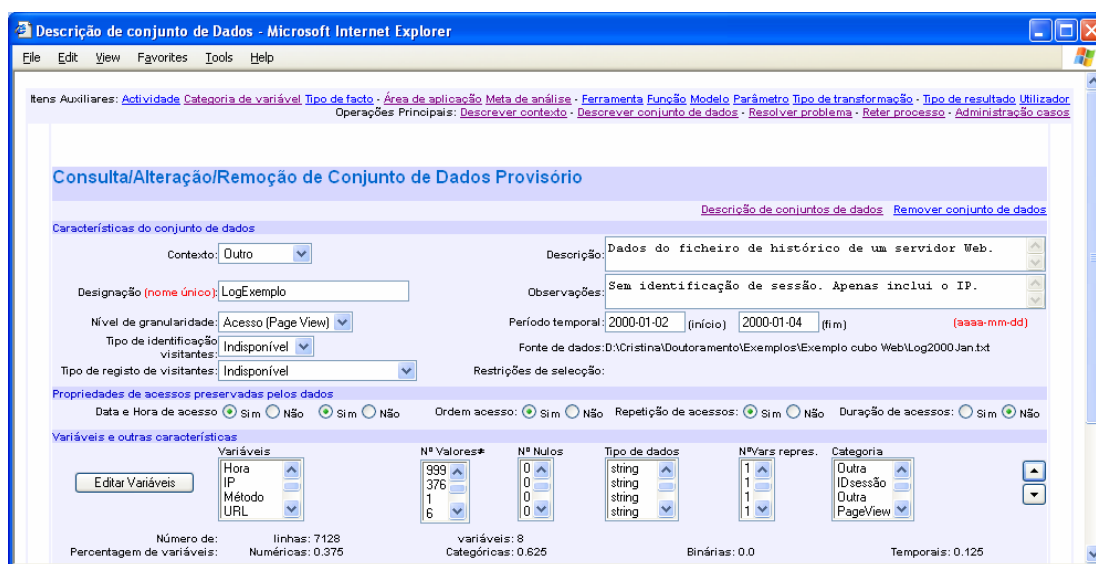 Descrição de conjunto de Dados - Microsoft Internet Explorer
File Edit View Favorites Tools Help
Itens Auxiliares: Actividade Categoria de variável Tipo de facto - Área de aplicação Meta de análise - Ferramenta Função Modelo Parâmetro Tipo de transformação - Tipo de resultado Utilizador
Operações Principais: Descrever contexto - Descrever conjunto de dados - Resolver problema - Reter processo - Administração casos
Consulta/Alteração/Remoção de Conjunto de Dados Provisório
Descrição de conjuntos de dados Remover conjunto de dados
Características do conjunto de dados
Contexto: Outro Descrição: Dados do ficheiro de histórico de um servidor Web.
Designação (nome único): LogExemplo Observações: Sem identificação de sessão. Apenas inclui o IP.
Nível de granularidade: Acesso (Page View) Período temporal: 2000-01-02 (início) 2000-01-04 (fim) (aaaa-mm-dd)
Tipo de identificação
visitantes: Indisponível Fonte de dados: D:\Cristina\Doutoramento\Exemplos\Exemplo cubo Web\Log2000Jan.txt
Tipo de registo de visitantes: Indisponível Restrições de selecção:
Propriedades de acessos preservadas pelos dados
Data e Hora de acesso Sim Não Sim Não Ordem acesso: Sim Não Repetição de acessos: Sim Não Duração de acessos: Sim Não
Variáveis e outras características
Variáveis Nº Valores≠ Nº Nulos Tipo de dados NºVars repres. Categoria
Hora 999 0 string 1 Outra
Editar Variáveis IP 376 0 string 1 IDsessão
Método 1 0 string 1 Outra
URL 6 0 string 1 PageView
Número de: linhas: 7128 variáveis: 8
Percentagem de variáveis: Numéricas: 0.375 Categóricas: 0.625 Binárias: 0.0 Temporais: 0.125